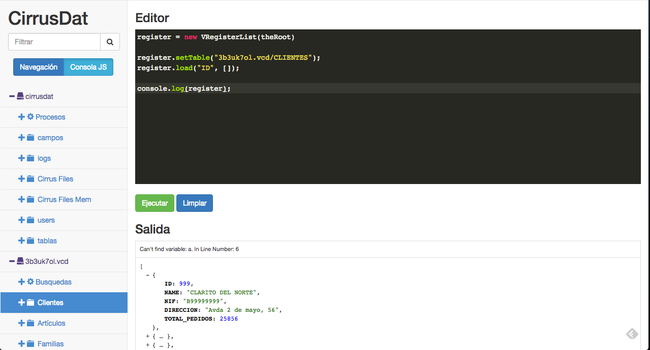 CirrusDat
Filtrar
Navegación
Consola JS
cirrusdat
Procesos
campos
logs
Cirrus Files
Cirrus Files Mem
users
tablas
3b3uk7ol.vcd
Busquedas
Clientes
Artículos
Familias
Editor
register = new VRegisterList(theRoot)
register.setTable("3b3uk7ol.vcd/CLIENTES");
register.load("ID", []);
console.log(register);
Ejecutar
Limpiar
Salida
Can't find variable: a. In Line Number: 6
[
- {
ID: 999,
NAME: "CLARITO DEL NORTE",
NIF: "B99999999",
DIRECCION: "Avda 2 de mayo, 56",
TOTAL_PEDIDOS: 25856
},
+ { … },
+ { … },